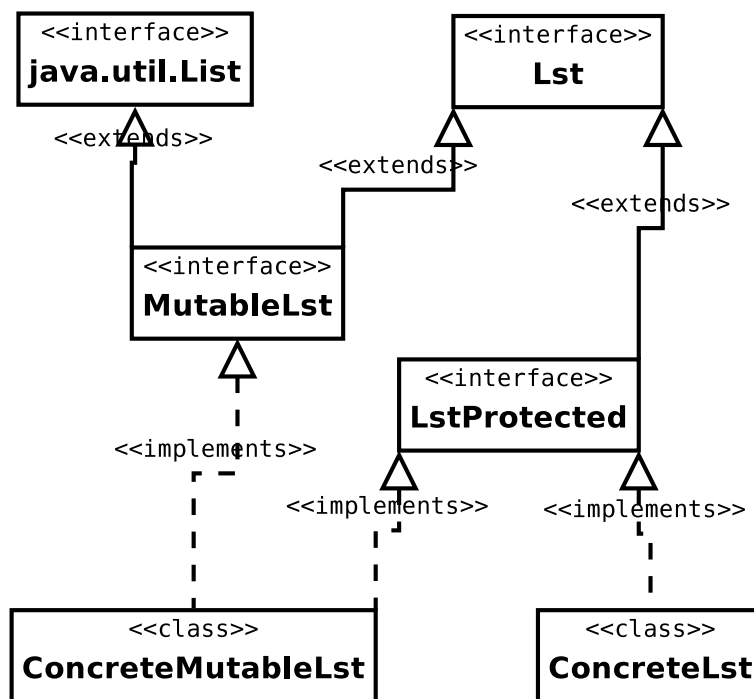 <<interface>>
java.util.List
<<interface>>
Lst
<<extends>>
<<extends>>
<<extends>>
<<interface>>
MutableLst
<<interface>>
LstProtected
<<implements>>
<<implements>>
<<implements>>
<<class>>
ConcreteMutableLst
<<class>>
ConcreteLst